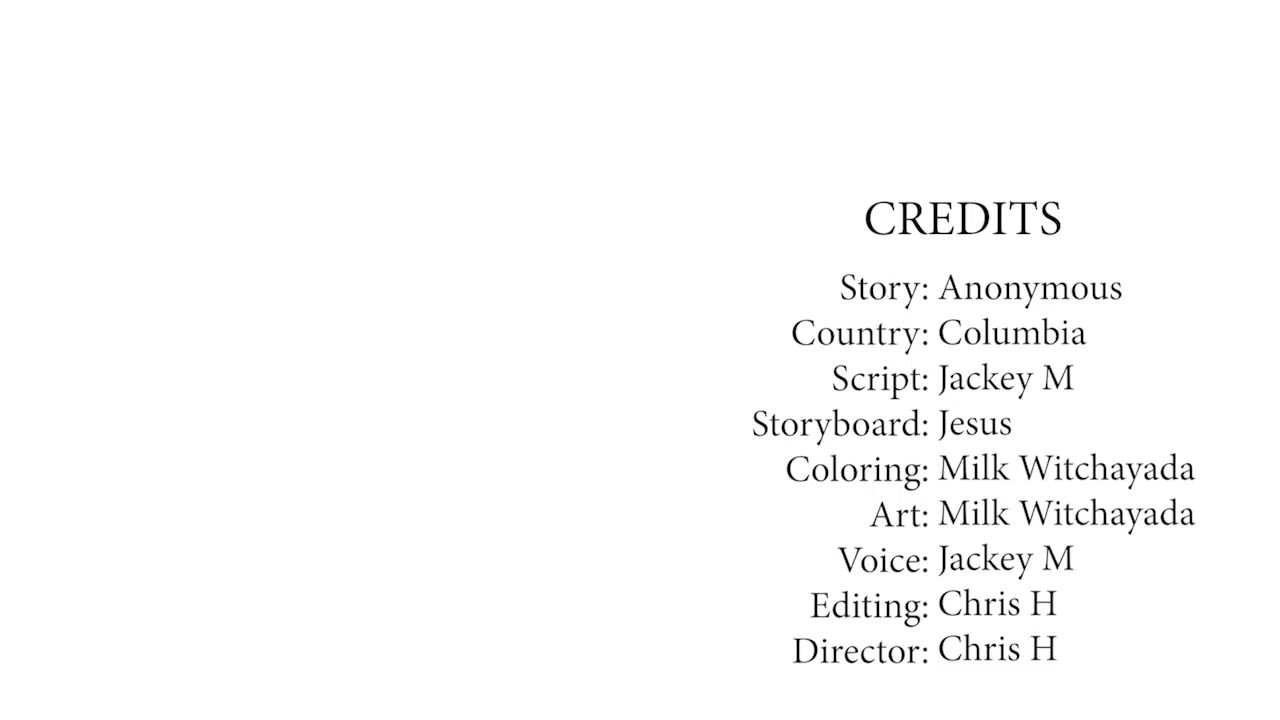 CREDITS
Story: Anonymous
Country: Columbia
Script: Jackey M
Storyboard: Jesus
Coloring: Milk Witchayada
Art: Milk Witchayada
Voice: Jackey M
Editing: Chris H
Director: Chris H